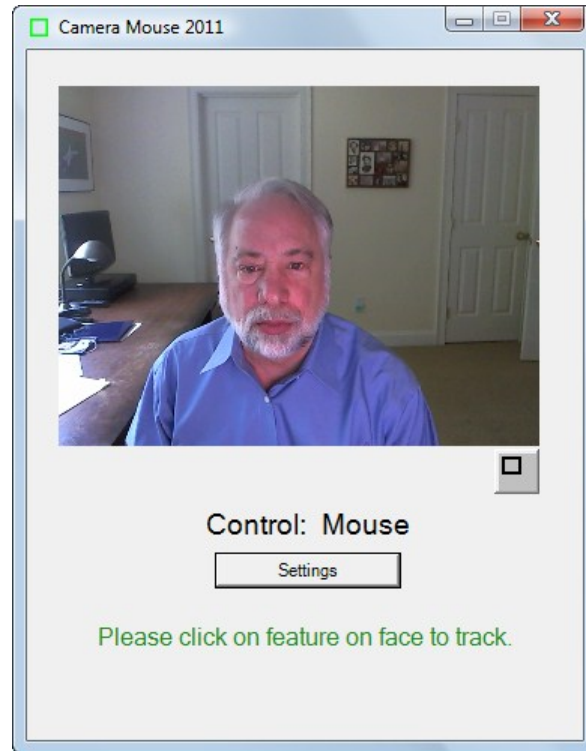 Camera Mouse 2011
Control: Mouse
Settings
Please click on feature on face to track.